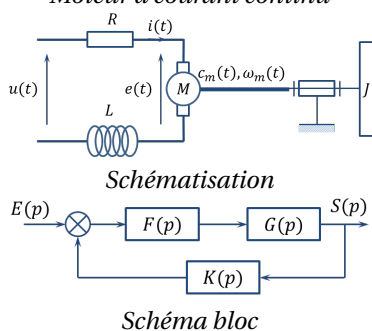 Moteur à courant continu
R
i(t)
u(t)
e(t)
M
c_m(t), ω_m(t)
J
L
Schématisation
E(p)
F(p)
G(p)
S(p)
K(p)
Schéma bloc